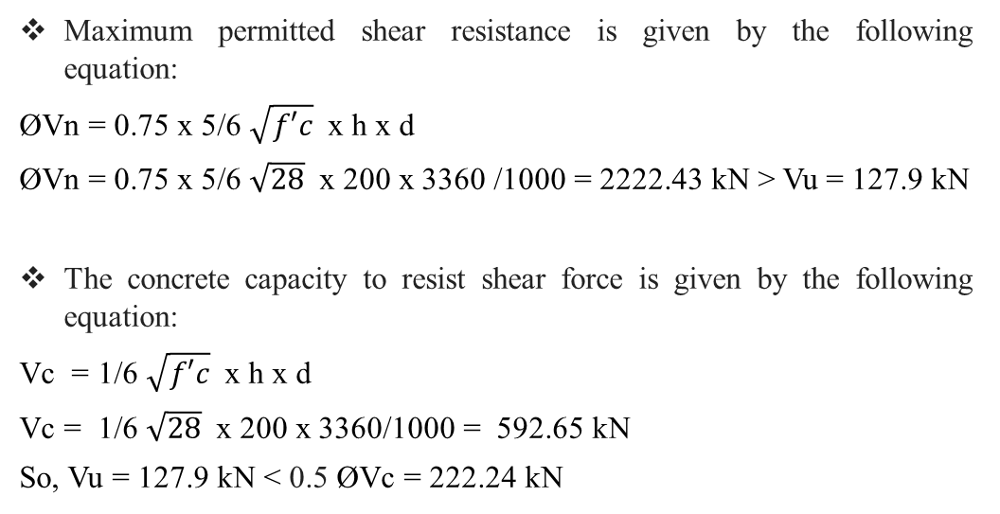 ❖ Maximum permitted shear resistance is given by the following
equation:
ØVn = 0.75 x 5/6 √f′c x h x d
ØVn = 0.75 x 5/6 √28 x 200 x 3360 /1000 = 2222.43 kN > Vu = 127.9 kN
❖ The concrete capacity to resist shear force is given by the following
equation:
Vc = 1/6 √f′c x h x d
Vc = 1/6 √28 x 200 x 3360/1000 = 592.65 kN
So, Vu = 127.9 kN < 0.5 ØVc = 222.24 kN